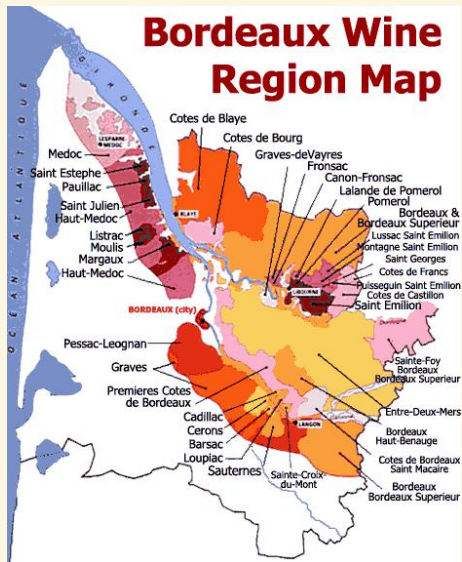 Bordeaux Wine
Region Map
OCÉAN ATLANTIQUE
GIRONDE
LESPARRE-
MEDOC
Medoc
Saint Estephe
Pauillac
Saint Julien
Haut-Medoc
Listrac
Moulis
Margaux
Haut-Medoc
BLAYE
Cotes de Blaye
Cotes de Bourg
Graves-deVayres
Fronsac
Canon-Fronsac
Lalande de Pomerol
Pomerol
Bordeaux &
Bordeaux Superieur
Lussac Saint Emilion
Montagne Saint Emilion
Saint Georges
Cotes de Francs
Puisseguin Saint Emilion
Cotes de Castillon
Saint Emilion
LIBOURNE
BORDEAUX (city)
Pessac-Leognan
Graves
Premieres Cotes
de Bordeaux
Cadillac
Cerons
Barsac
Loupiac
Sauternes
Sainte-Croix
du-Mont
LANGON
Dordogne
Sainte-Foy
Bordeaux
Bordeaux Superieur
Entre-Deux-Mers
Bordeaux
Haut-Benauge
Cotes de Bordeaux
Saint Macaire
Bordeaux
Bordeaux Superieur